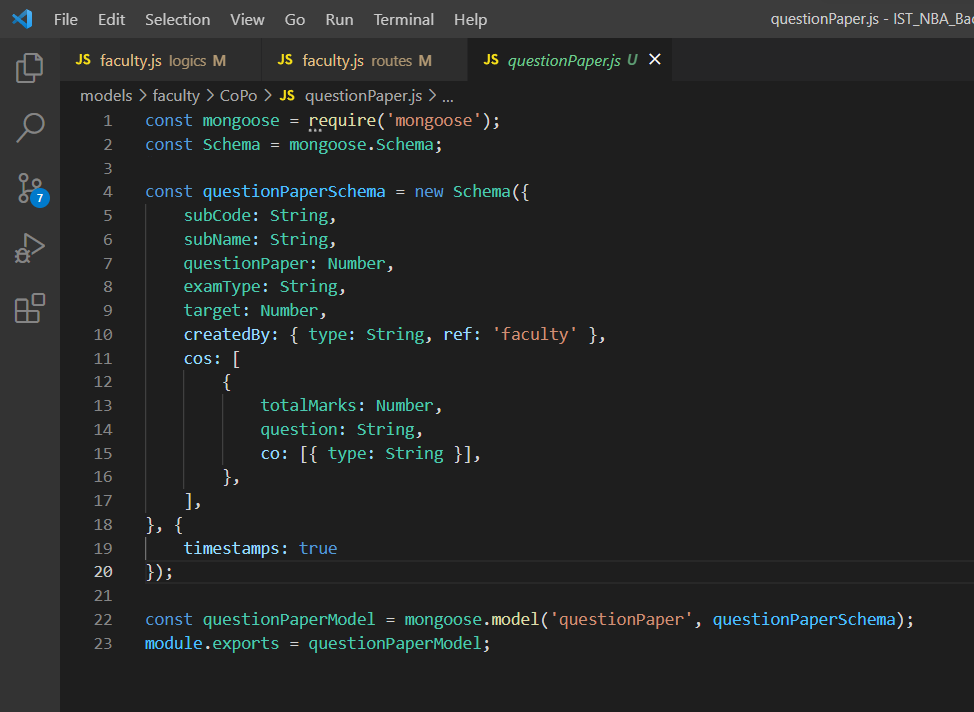 File Edit Selection View Go Run Terminal Help questionPaper.js - IST_NBA_Bac
JS faculty.js logics M JS faculty.js routes M JS questionPaper.js U
models > faculty > CoPo > JS questionPaper.js > ...
1 const mongoose = require('mongoose');
2 const Schema = mongoose.Schema;
3
4 const questionPaperSchema = new Schema({
5 subCode: String,
6 subName: String,
7 questionPaper: Number,
8 examType: String,
9 target: Number,
10 createdBy: { type: String, ref: 'faculty' },
11 cos: [
12 {
13 totalMarks: Number,
14 question: String,
15 co: [{ type: String }],
16 },
17 ],
18 }, {
19 timestamps: true
20 });
21
22 const questionPaperModel = mongoose.model('questionPaper', questionPaperSchema);
23 module.exports = questionPaperModel;
7